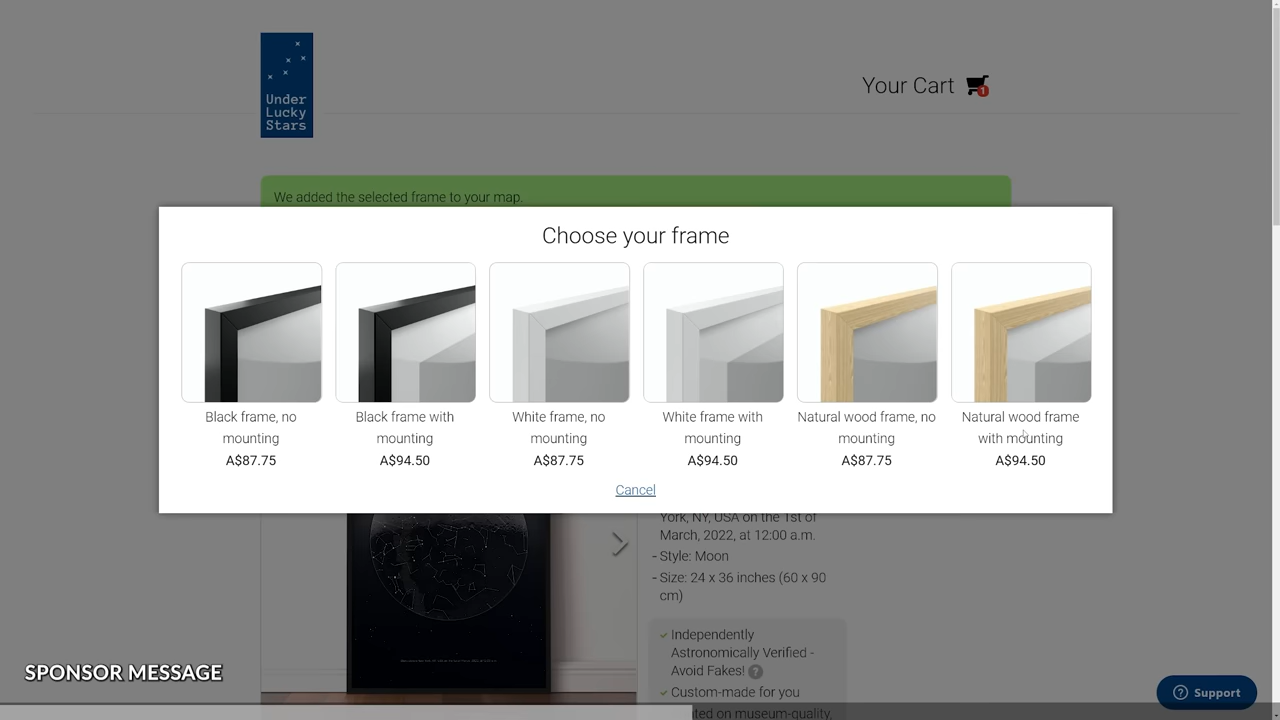 Under
Lucky
Stars
Your Cart
1
We added the selected frame to your map.
Choose your frame
Black frame, no
mounting
A$87.75
Black frame with
mounting
A$94.50
White frame, no
mounting
A$87.75
White frame with
mounting
A$94.50
Natural wood frame, no
mounting
A$87.75
Natural wood frame
with mounting
A$94.50
Cancel
York, NY, USA on the 1st of
March, 2022, at 12:00 a.m.
- Style: Moon
- Size: 24 x 36 inches (60 x 90
cm)
Independently
Astronomically Verified -
Avoid Fakes! ?
Custom-made for you
ted on museum-quality,
SPONSOR MESSAGE
? Support